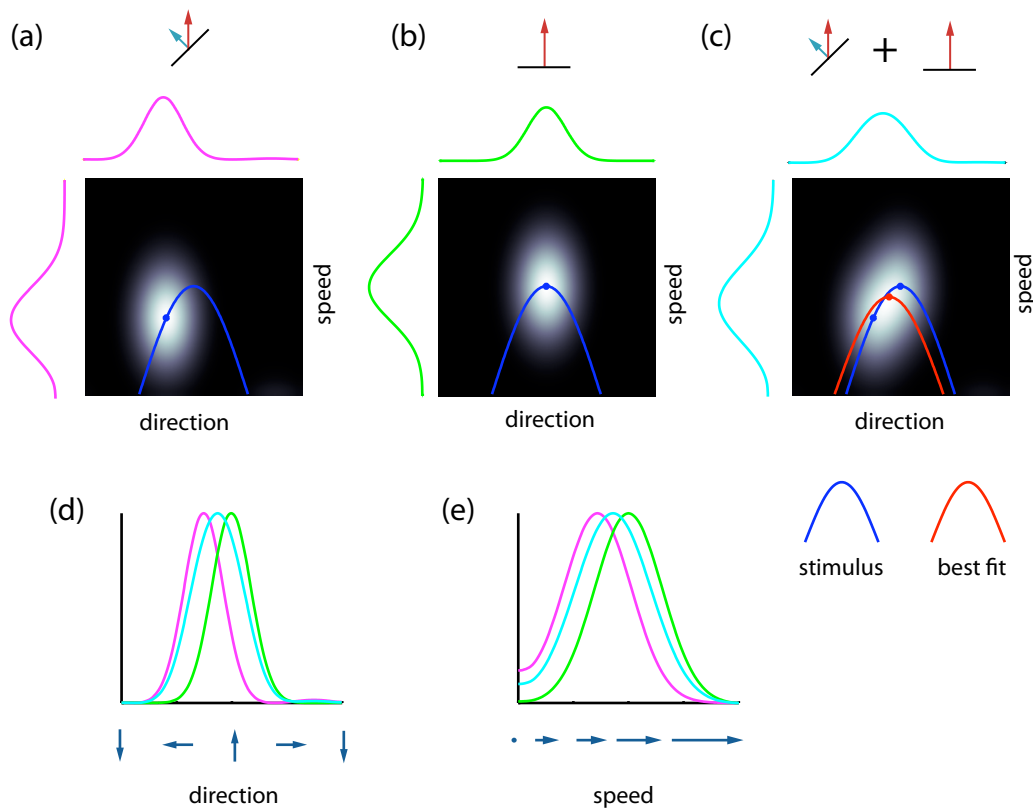 (a)
(b)
(c)
+
speed
direction
speed
direction
speed
direction
(d)
(e)
stimulus
best fit
direction
speed